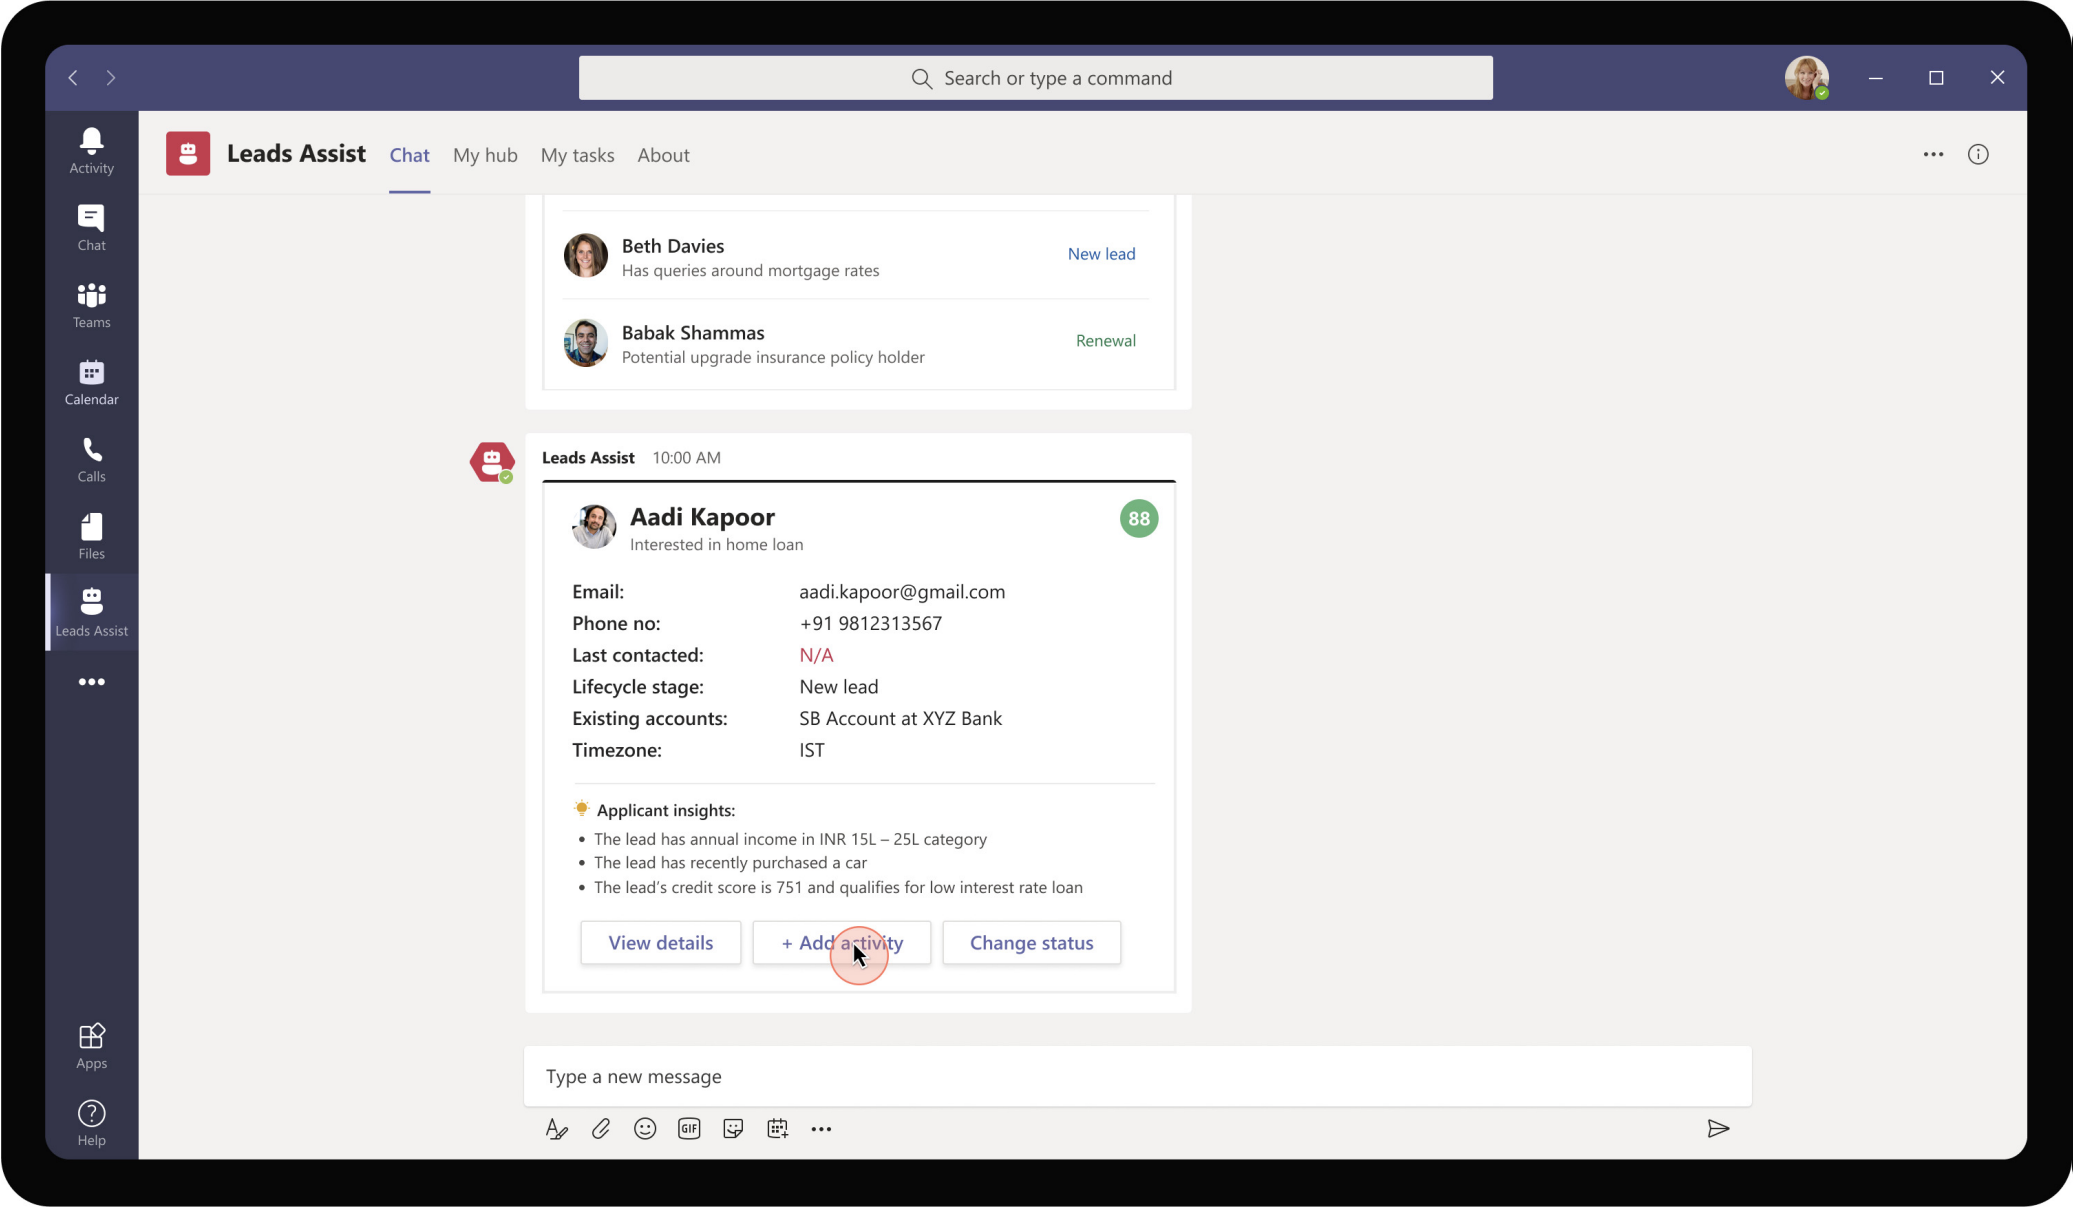 Search or type a command
Activity
Chat
Teams
Calendar
Calls
Files
Leads Assist
Apps
Help
Leads Assist Chat My hub My tasks About
Beth Davies
Has queries around mortgage rates
New lead
Babak Shammas
Potential upgrade insurance policy holder
Renewal
Leads Assist 10:00 AM
Aadi Kapoor
Interested in home loan
88
Email: aadi.kapoor@gmail.com
Phone no: +91 9812313567
Last contacted: N/A
Lifecycle stage: New lead
Existing accounts: SB Account at XYZ Bank
Timezone: IST
Applicant insights:
• The lead has annual income in INR 15L – 25L category
• The lead has recently purchased a car
• The lead’s credit score is 751 and qualifies for low interest rate loan
View details + Add activity Change status
Type a new message
GIF